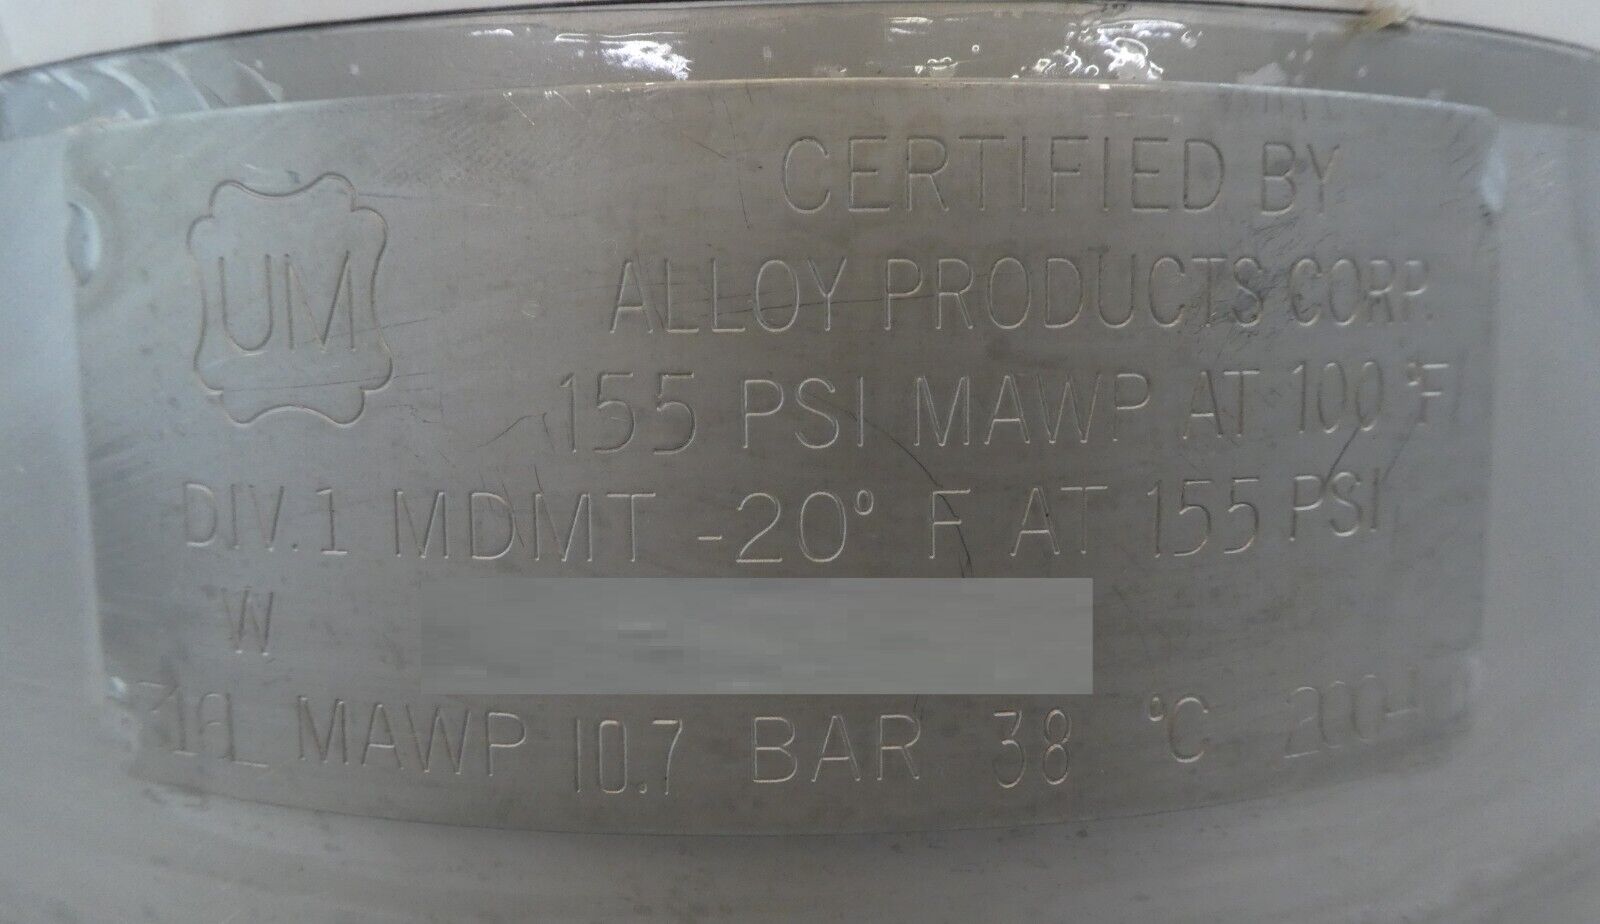 CERTIFIED BY
UM
ALLOY PRODUCTS CORP.
155 PSI MAWP AT 100 °F
DIV. 1 MDMT -20° F AT 155 PSI
W
MAWP 10.7 BAR 38 °C 2004